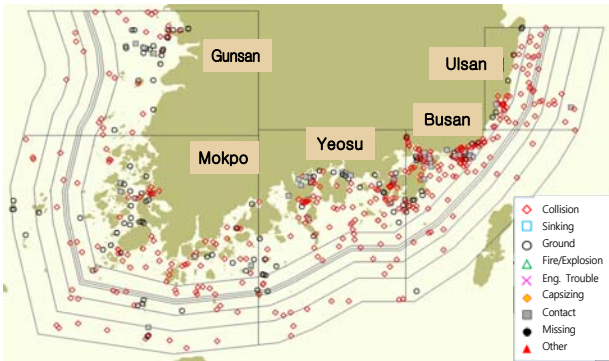 Gunsan
Ulsan
Busan
Yeosu
Mokpo
Collision
Sinking
Ground
Fire/Explosion
Eng. Trouble
Capsizing
Contact
Missing
Other